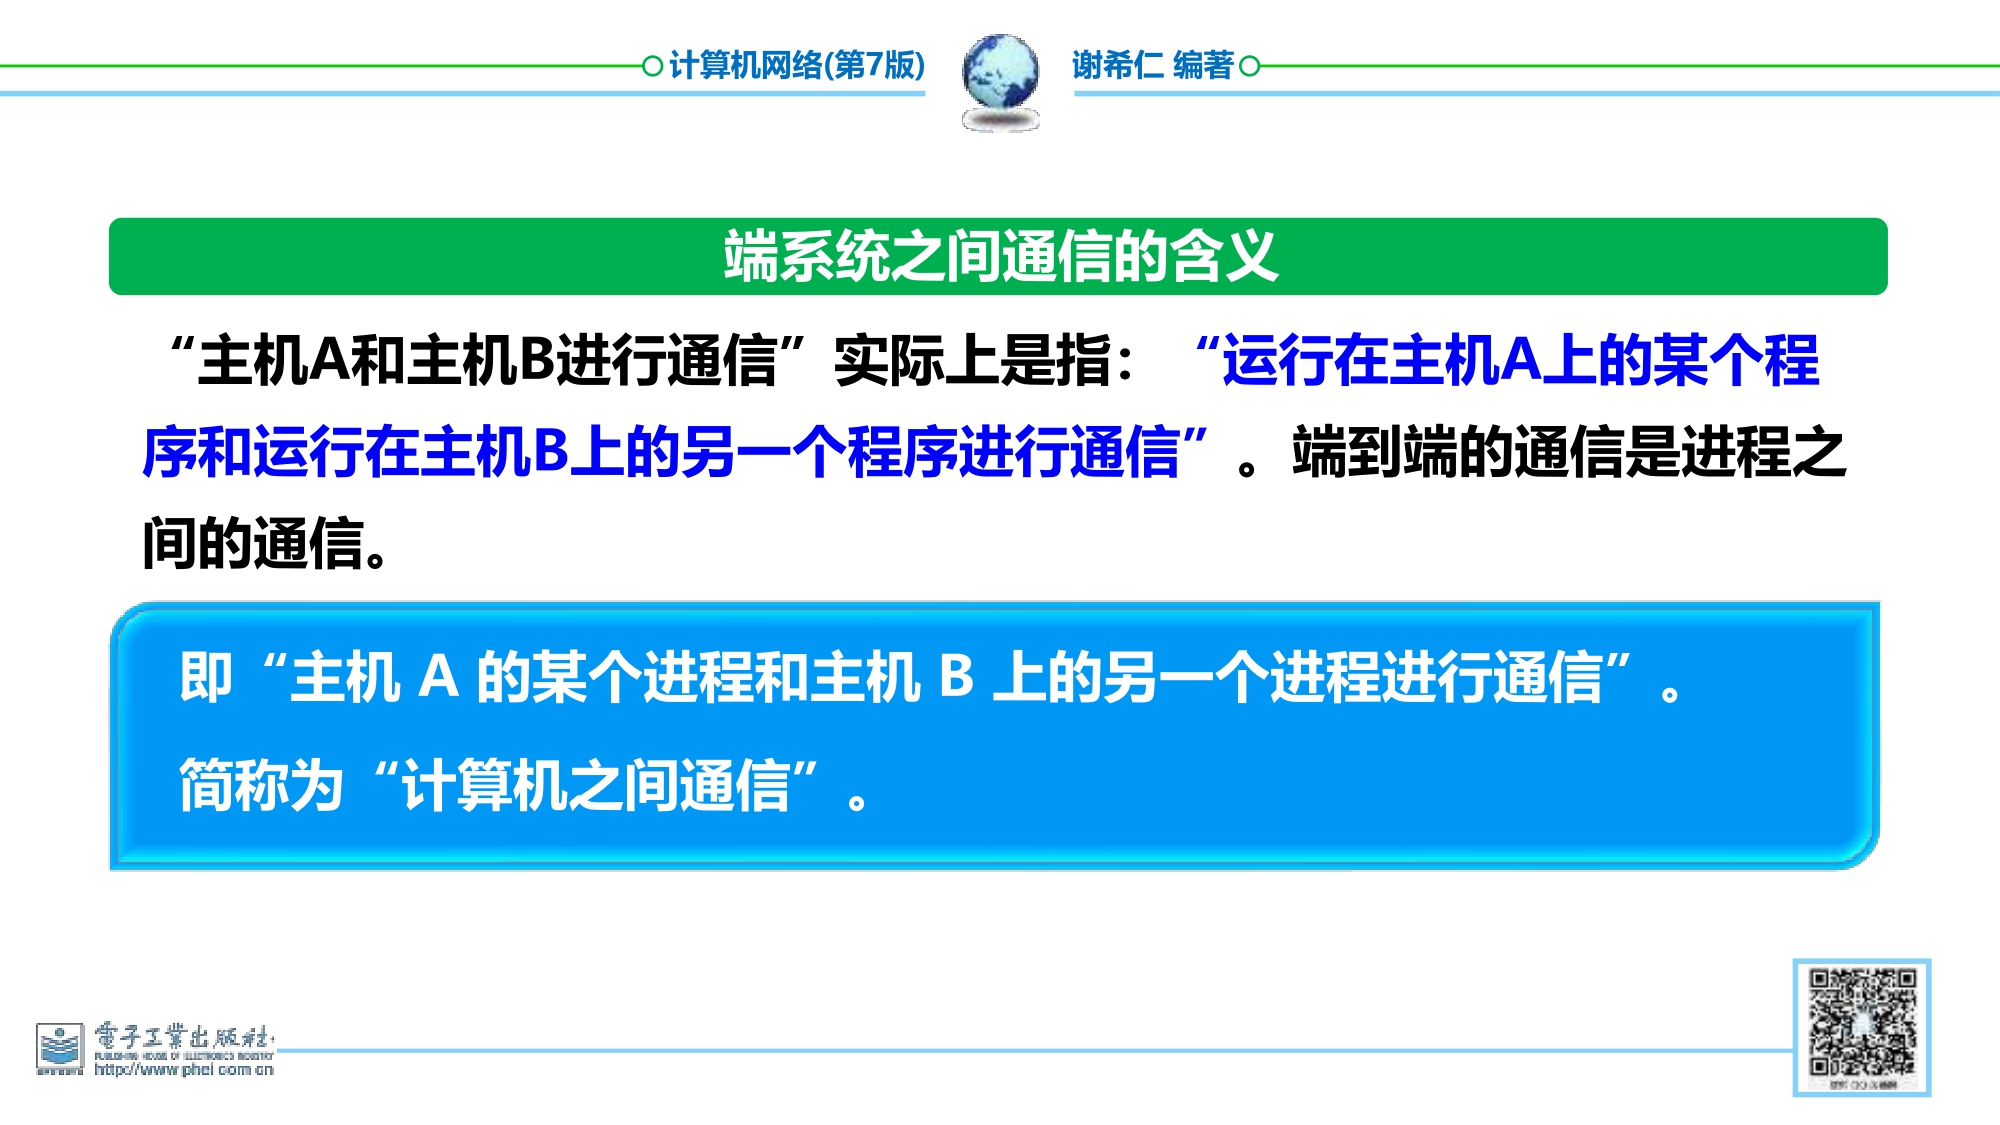 计算机网络(第7版)
谢希仁 编著
端系统之间通信的含义
“主机A和主机B进行通信”实际上是指：“运行在主机A上的某个程
序和运行在主机B上的另一个程序进行通信”。端到端的通信是进程之
间的通信。
即“主机 A 的某个进程和主机 B 上的另一个进程进行通信”。
简称为“计算机之间通信”。
電子工業出版社
PUBLISHING HOUSE OF ELECTRONICS INDUSTRY
http://www.phei.com.cn